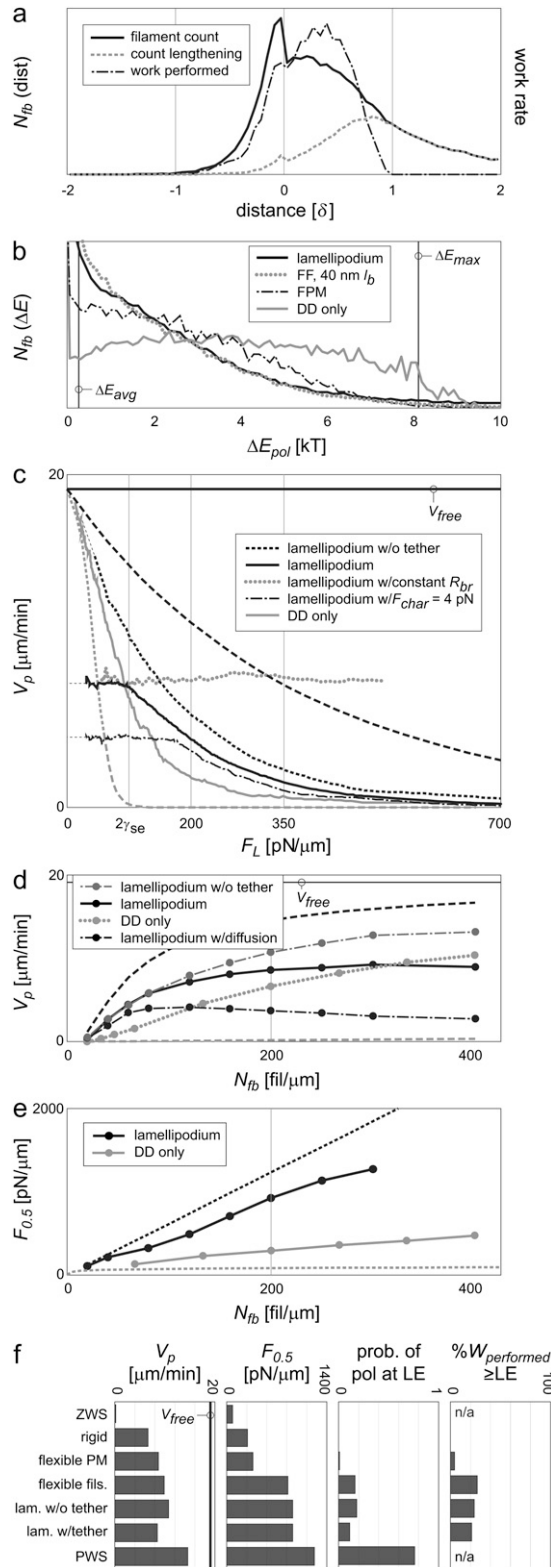 a
filament count
count lengthening
work performed
N_fb (dist)
work rate
-2 -1 0 1 2
distance [δ]
b
lamellipodium
FF, 40 nm l_b
FPM
DD only
ΔE_max
ΔE_avg
N_fb (ΔE)
0 2 4 6 8 10
ΔE_pol [kT]
c
20
V_free
lamellipodium w/o tether
lamellipodium
lamellipodium w/constant R_br
lamellipodium w/F_char = 4 pN
DD only
V_p [μm/min]
0
0 2γ_se 200 350 700
F_L [pN/μm]
d
20
lamellipodium w/o tether
lamellipodium
DD only
lamellipodium w/diffusion
V_free
V_p [μm/min]
0
0 200 400
N_fb [fil/μm]
e
2000
lamellipodium
DD only
F_0.5 [pN/μm]
0
0 200 400
N_fb [fil/μm]
f
V_p [μm/min]
F_0.5 [pN/μm]
prob. of pol at LE
%W_performed ≥LE
0 20 0 1400 0 1 0 100
ZWS V_free n/a
rigid
flexible PM
flexible fils.
lam. w/o tether
lam. w/tether
PWS n/a